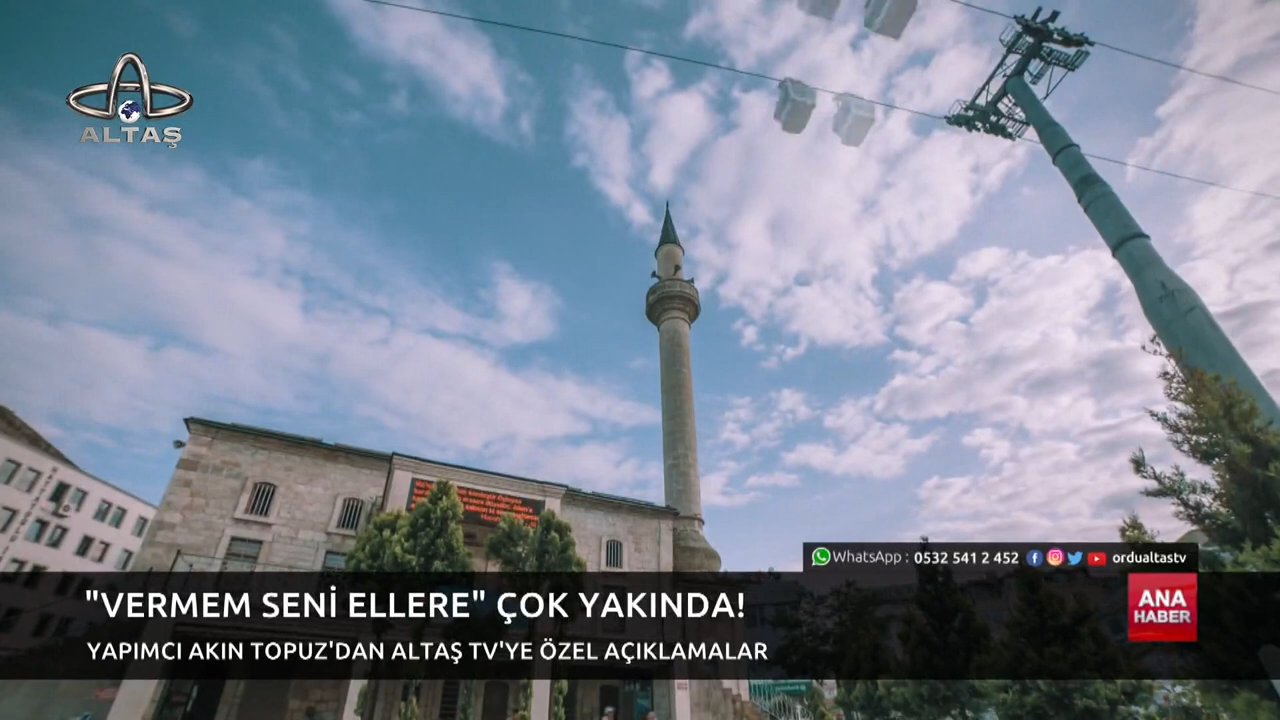 ALTAŞ
WhatsApp : 0532 541 2 452 ordualtastv
"VERMEM SENİ ELLERE" ÇOK YAKINDA!
ANA
HABER
YAPIMCI AKIN TOPUZ'DAN ALTAŞ TV'YE ÖZEL AÇIKLAMALAR